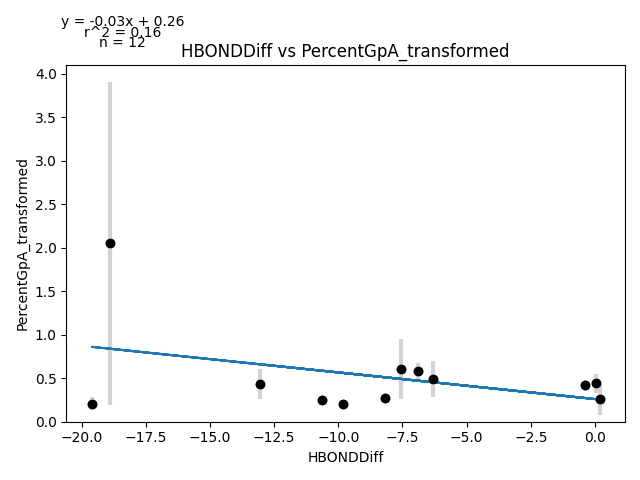 y = -0.03x + 0.26
r^2 = 0.16
n = 12
HBONDDiff vs PercentGpA_transformed
4.0
3.5
3.0
2.5
2.0
1.5
1.0
0.5
0.0
PercentGpA_transformed
−20.0 −17.5 −15.0 −12.5 −10.0 −7.5 −5.0 −2.5 0.0
HBONDDiff